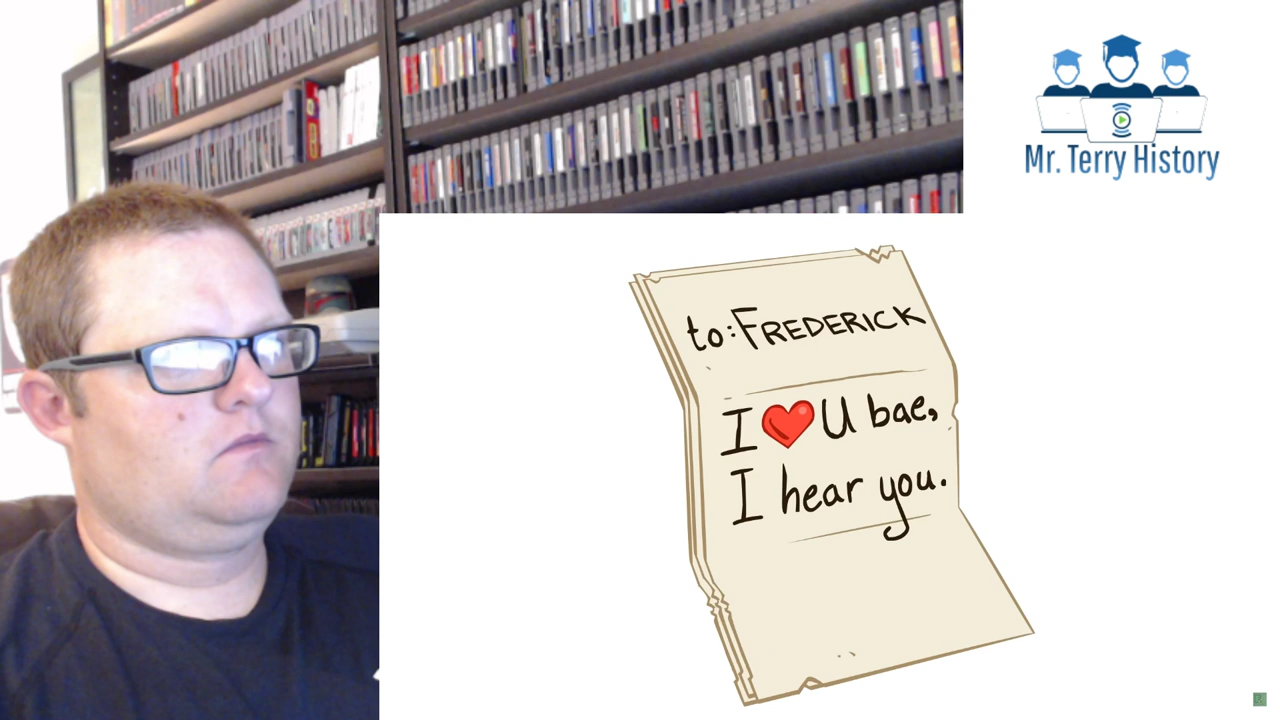 Mr. Terry History
to: FREDERICK
I ❤ U bae,
I hear you.